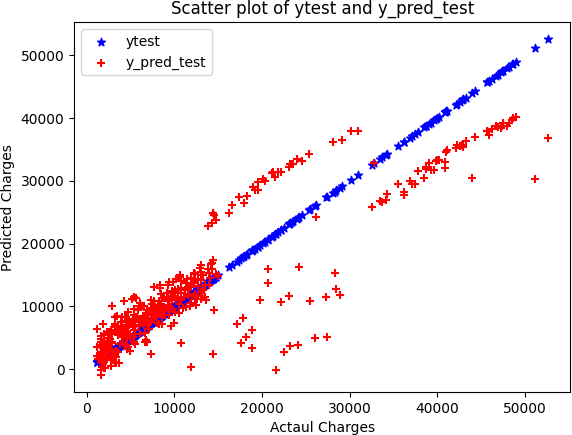 Scatter plot of ytest and y_pred_test
ytest
y_pred_test
Predicted Charges
50000
40000
30000
20000
10000
0
0 10000 20000 30000 40000 50000
Actaul Charges